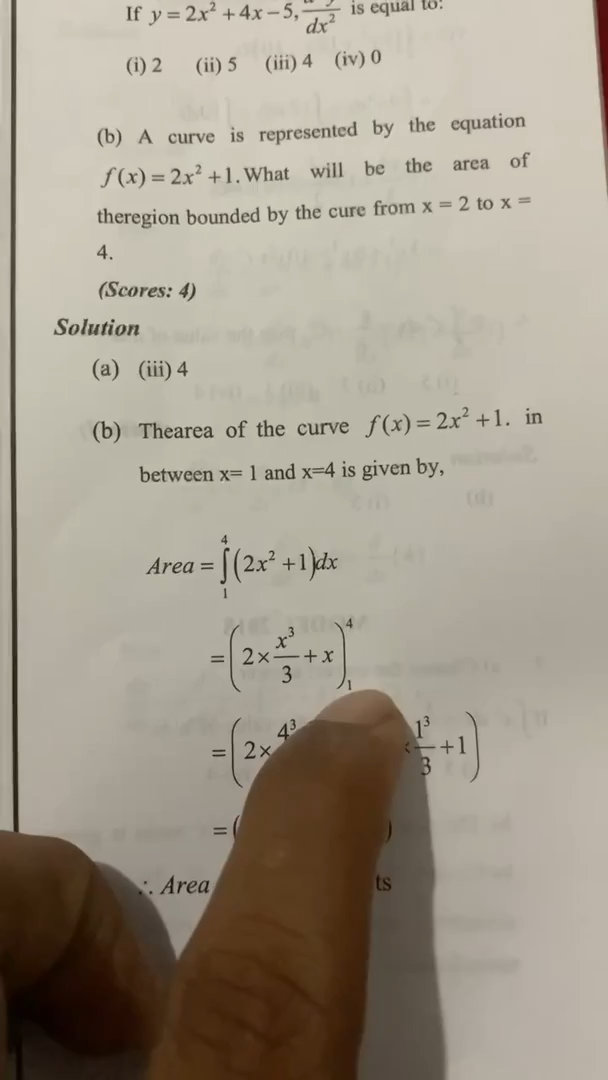 If y = 2x² + 4x − 5, d²y/dx² is equal to:
(i) 2 (ii) 5 (iii) 4 (iv) 0
(b) A curve is represented by the equation
f(x) = 2x² + 1. What will be the area of
theregion bounded by the cure from x = 2 to x =
4.
(Scores: 4)
Solution
(a) (iii) 4
(b) Thearea of the curve f(x) = 2x² + 1. in
between x= 1 and x=4 is given by,
Area = ∫₁⁴ (2x² + 1)dx
= (2× x³/3 + x)₁⁴
= (2× 4³ 1³/3 +1)
= ( )
∴ Area ts